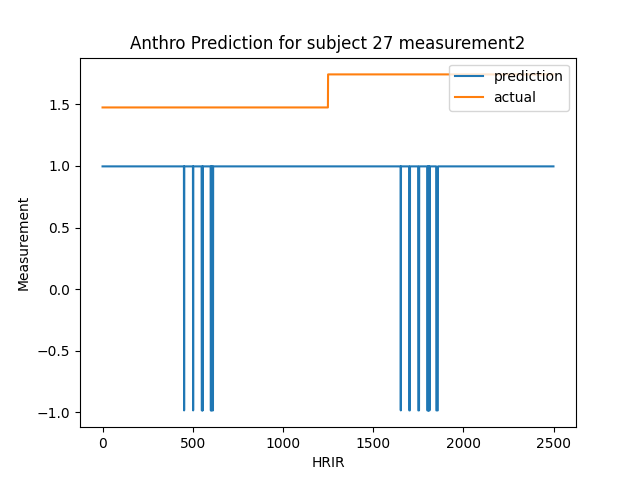 Anthro Prediction for subject 27 measurement2
prediction
actual
1.5
1.0
0.5
0.0
−0.5
−1.0
Measurement
0 500 1000 1500 2000 2500
HRIR